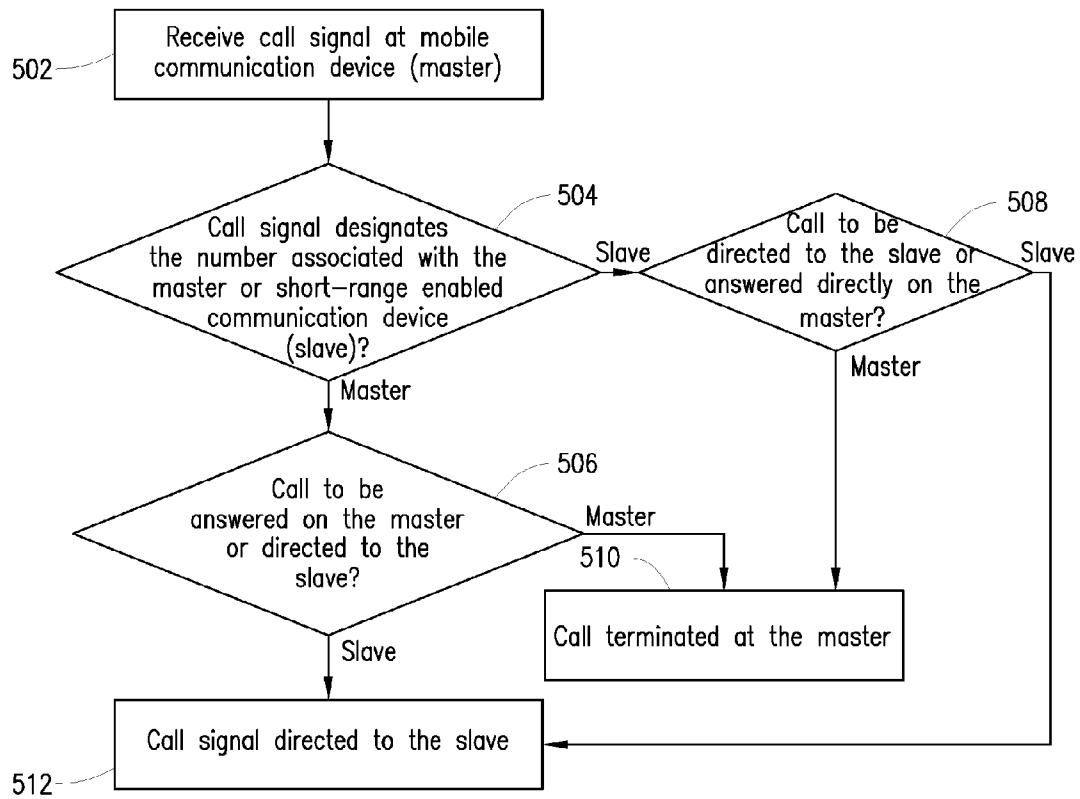 Receive call signal at mobile
communication device (master)
502
504
Call signal designates
the number associated with the
master or short-range enabled
communication device
(slave)?
Slave
508
Call to be
directed to the slave or
answered directly on the
master?
Slave
Master
Master
506
Call to be
answered on the master
or directed to the
slave?
Master
510
Call terminated at the master
Slave
Call signal directed to the slave
512